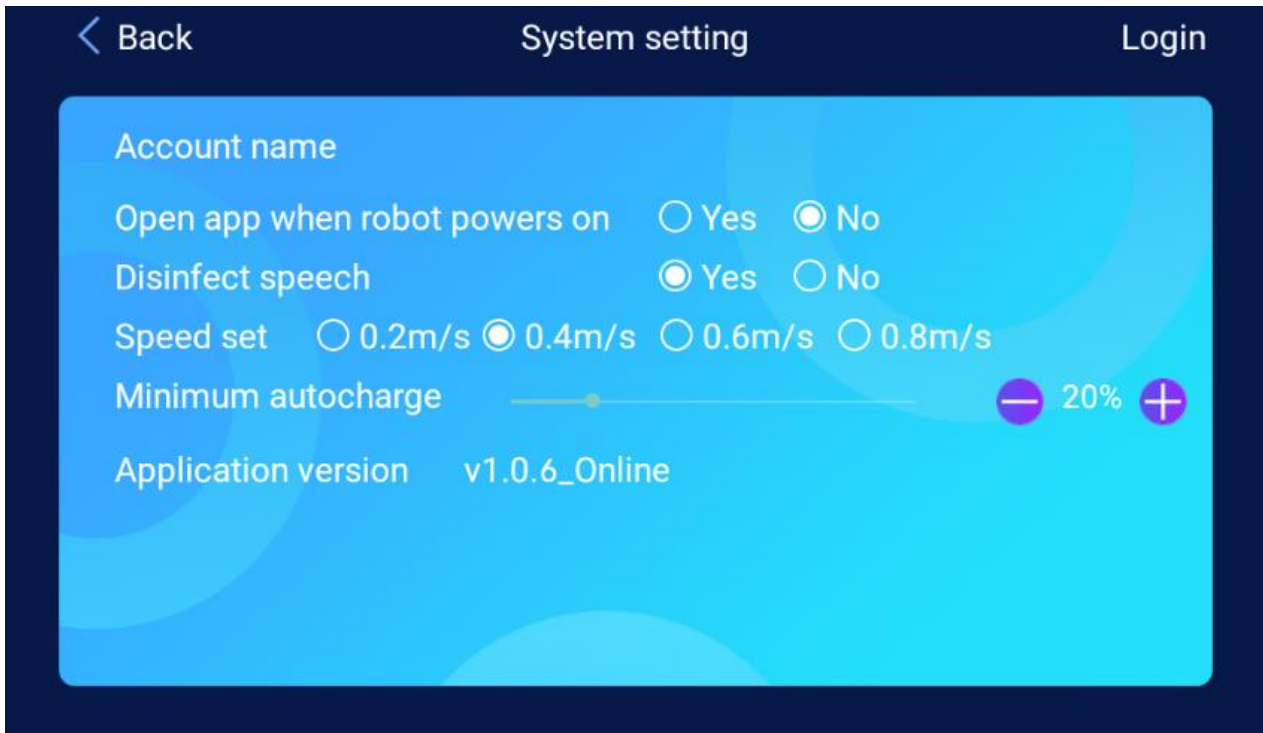 Back System setting Login
Account name
Open app when robot powers on Yes No
Disinfect speech Yes No
Speed set 0.2m/s 0.4m/s 0.6m/s 0.8m/s
Minimum autocharge 20%
Application version v1.0.6_Online